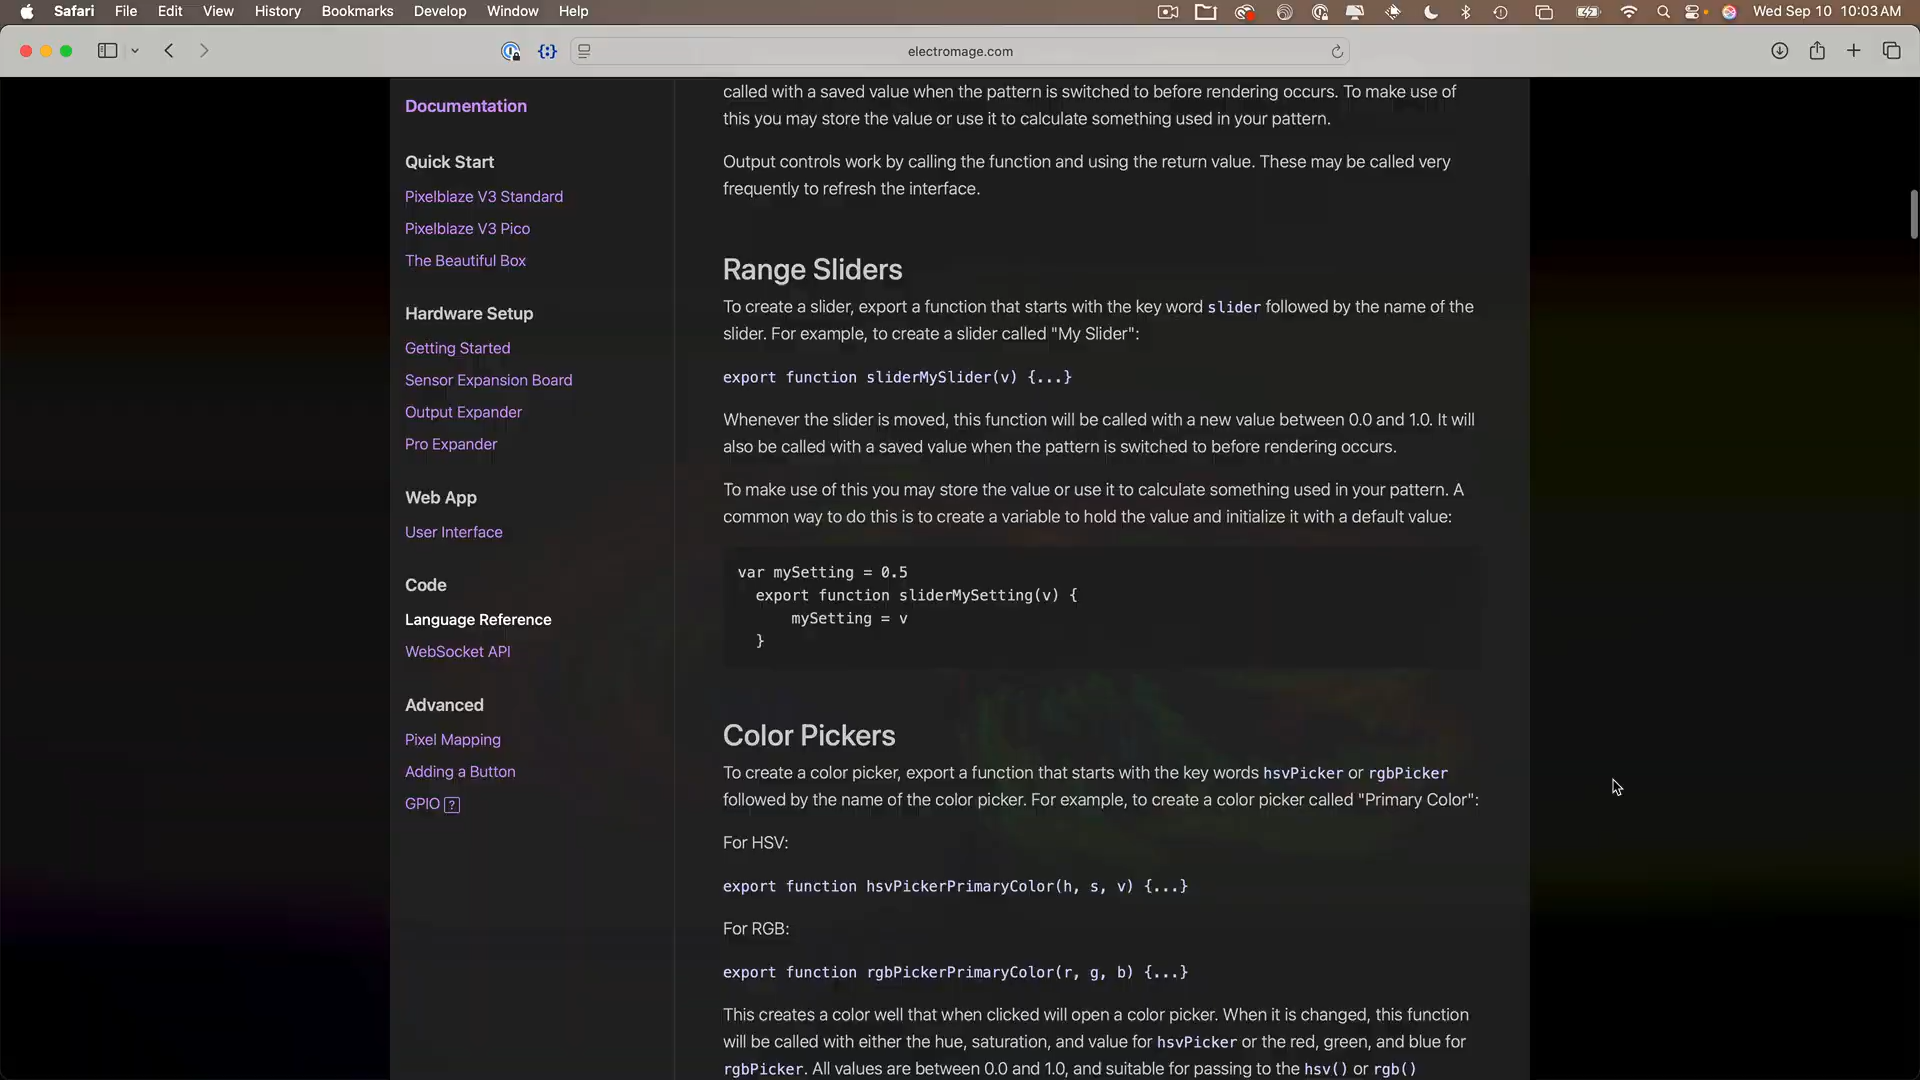 Safari File Edit View History Bookmarks Develop Window Help Wed Sep 10 10:03 AM
electromage.com
Documentation
Quick Start
Pixelblaze V3 Standard
Pixelblaze V3 Pico
The Beautiful Box
Hardware Setup
Getting Started
Sensor Expansion Board
Output Expander
Pro Expander
Web App
User Interface
Code
Language Reference
WebSocket API
Advanced
Pixel Mapping
Adding a Button
GPIO ?
called with a saved value when the pattern is switched to before rendering occurs. To make use of
this you may store the value or use it to calculate something used in your pattern.
Output controls work by calling the function and using the return value. These may be called very
frequently to refresh the interface.
Range Sliders
To create a slider, export a function that starts with the key word slider followed by the name of the
slider. For example, to create a slider called "My Slider":
export function sliderMySlider(v) {...}
Whenever the slider is moved, this function will be called with a new value between 0.0 and 1.0. It will
also be called with a saved value when the pattern is switched to before rendering occurs.
To make use of this you may store the value or use it to calculate something used in your pattern. A
common way to do this is to create a variable to hold the value and initialize it with a default value:
var mySetting = 0.5
export function sliderMySetting(v) {
mySetting = v
}
Color Pickers
To create a color picker, export a function that starts with the key words hsvPicker or rgbPicker
followed by the name of the color picker. For example, to create a color picker called "Primary Color":
For HSV:
export function hsvPickerPrimaryColor(h, s, v) {...}
For RGB:
export function rgbPickerPrimaryColor(r, g, b) {...}
This creates a color well that when clicked will open a color picker. When it is changed, this function
will be called with either the hue, saturation, and value for hsvPicker or the red, green, and blue for
rgbPicker. All values are between 0.0 and 1.0, and suitable for passing to the hsv() or rgb()